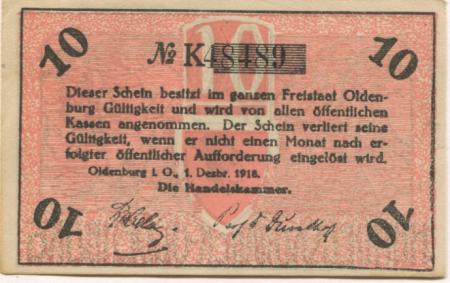 10 № K48489 10
10
Dieser Schein besitzt im ganzen Freistaat Olden-
burg Gültigkeit und wird von allen öffentlichen
Kassen angenommen. Der Schein verliert seine
Gültigkeit, wenn er nicht einen Monat nach er-
folgter öffentlicher Aufforderung eingelöst wird.
Oldenburg i. O., 1. Dezbr. 1918.
Die Handelskammer.
10 10